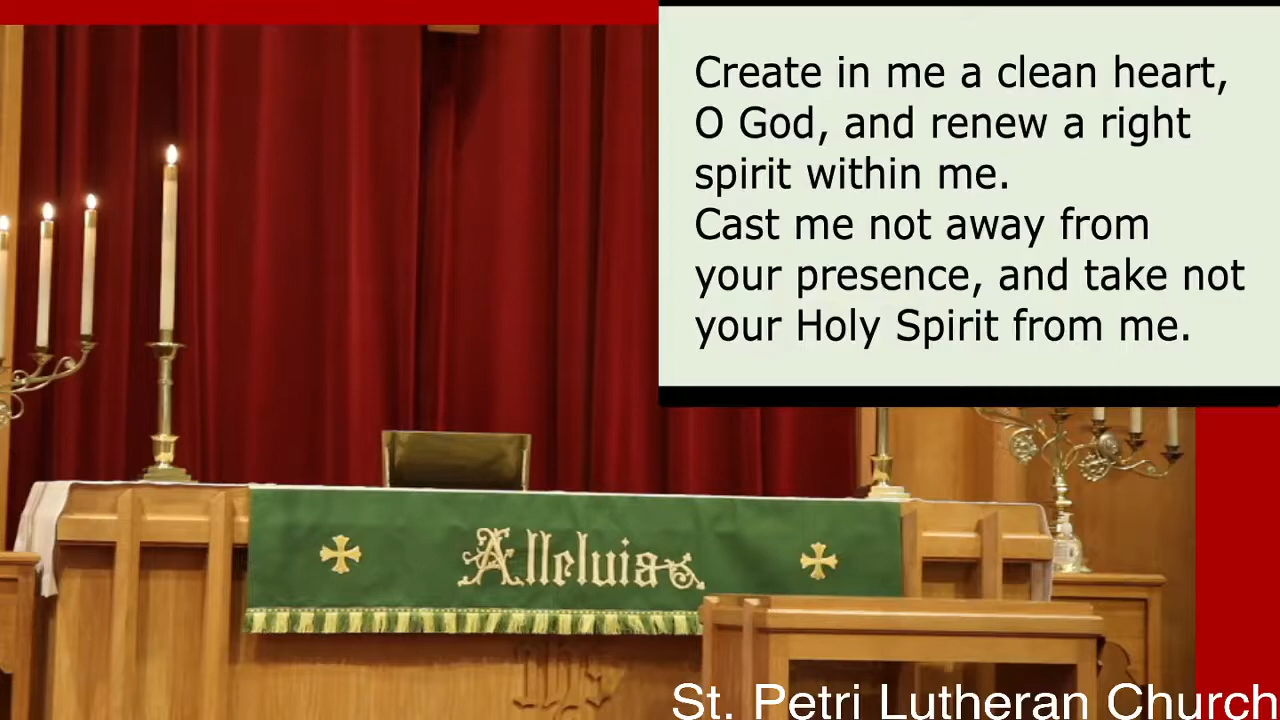 Create in me a clean heart,
O God, and renew a right
spirit within me.
Cast me not away from
your presence, and take not
your Holy Spirit from me.
Alleluia
IHS
St. Petri Lutheran Church